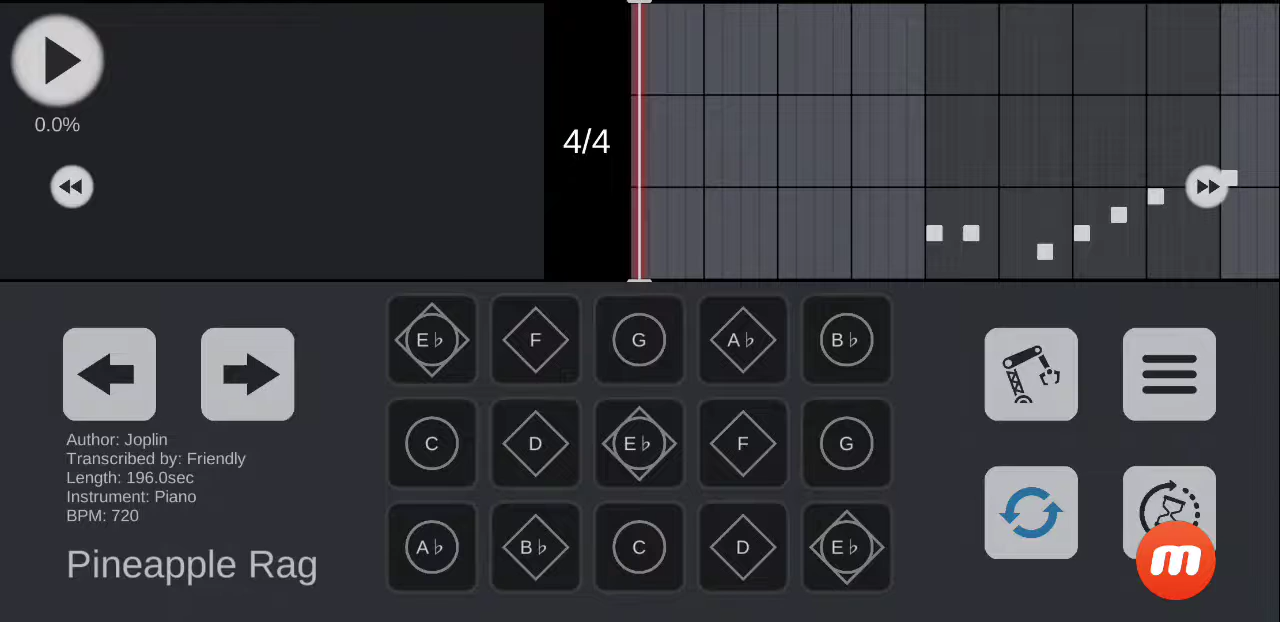 0.0%
4/4
E♭ F G A♭ B♭
C D E♭ F G
A♭ B♭ C D E♭
Author: Joplin
Transcribed by: Friendly
Length: 196.0sec
Instrument: Piano
BPM: 720
Pineapple Rag
m